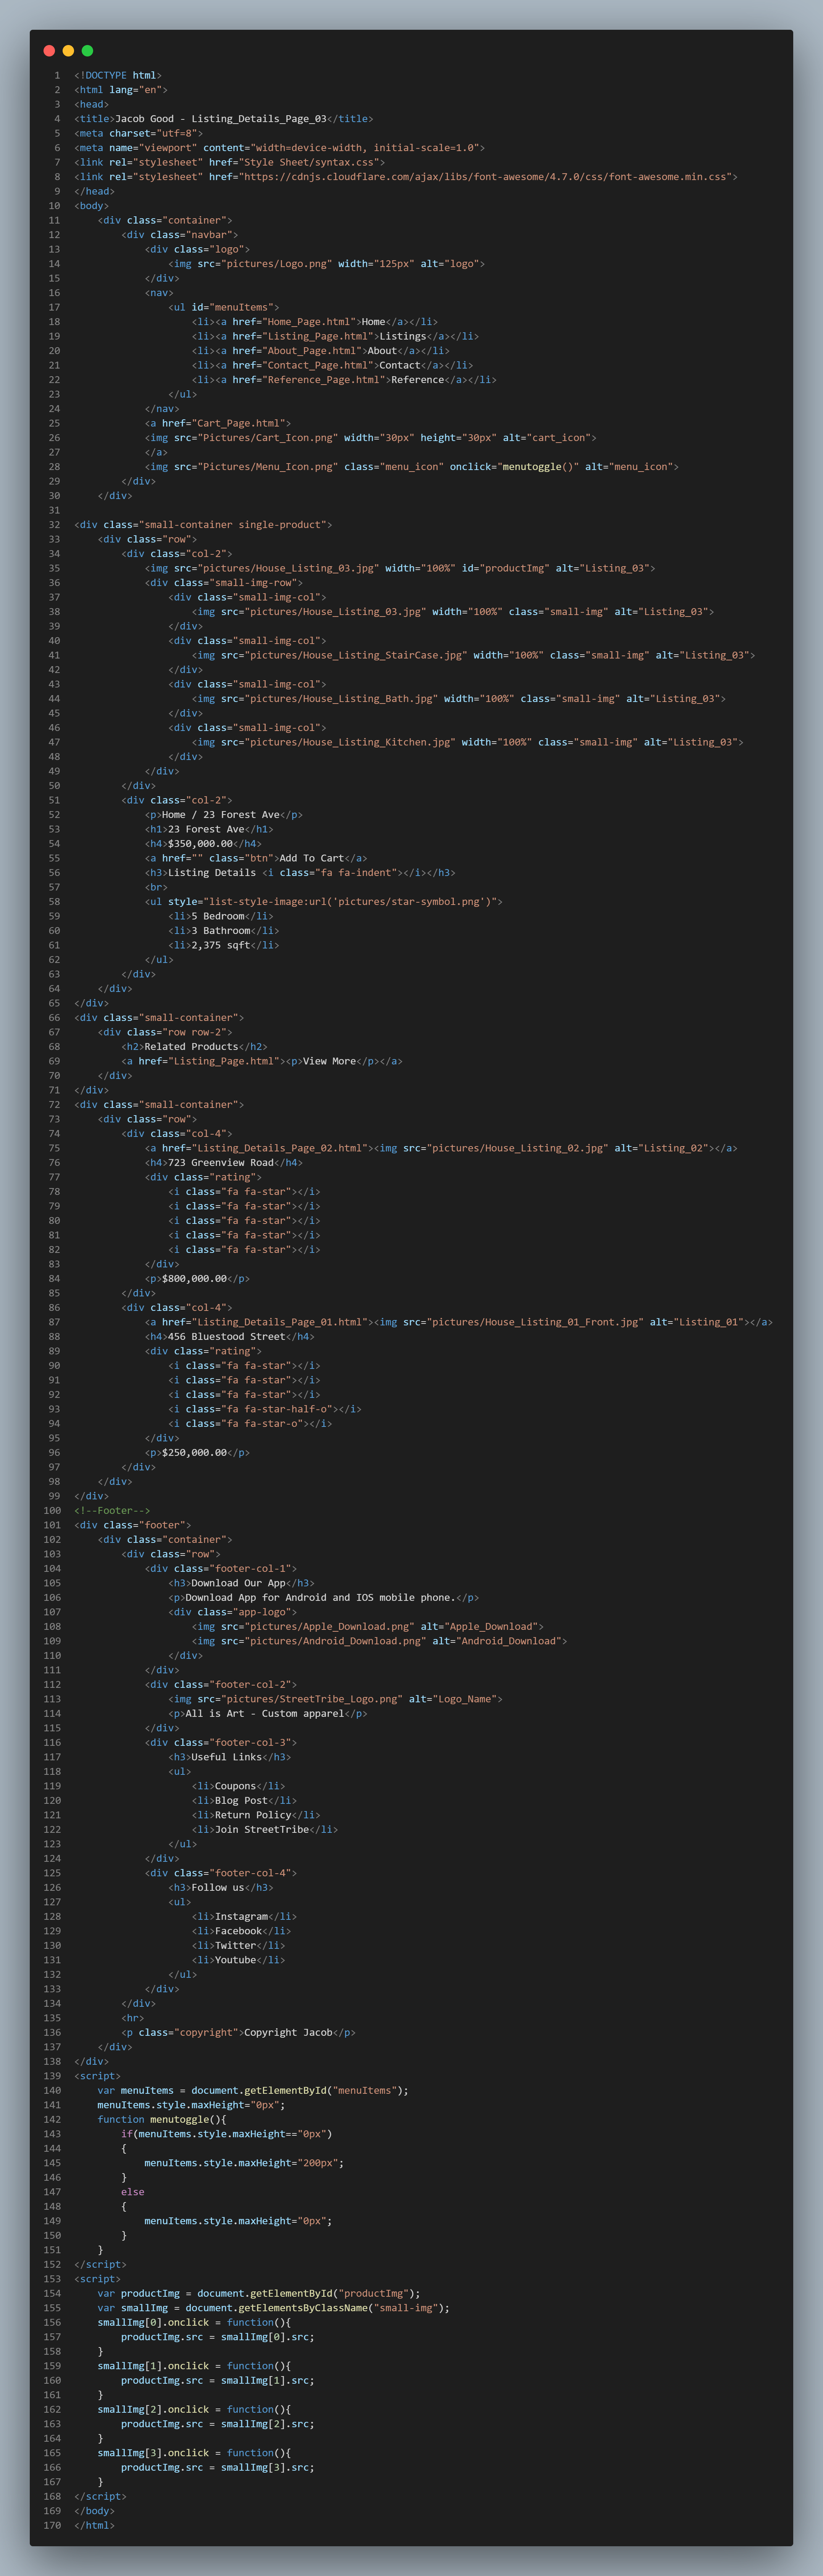 1 <!DOCTYPE html>
2 <html lang="en">
3 <head>
4 <title>Jacob Good - Listing_Details_Page_03</title>
5 <meta charset="utf=8">
6 <meta name="viewport" content="width=device-width, initial-scale=1.0">
7 <link rel="stylesheet" href="Style Sheet/syntax.css">
8 <link rel="stylesheet" href="https://cdnjs.cloudflare.com/ajax/libs/font-awesome/4.7.0/css/font-awesome.min.css">
9 </head>
10 <body>
11     <div class="container">
12         <div class="navbar">
13             <div class="logo">
14                 <img src="pictures/Logo.png" width="125px" alt="logo">
15             </div>
16             <nav>
17                 <ul id="menuItems">
18                     <li><a href="Home_Page.html">Home</a></li>
19                     <li><a href="Listing_Page.html">Listings</a></li>
20                     <li><a href="About_Page.html">About</a></li>
21                     <li><a href="Contact_Page.html">Contact</a></li>
22                     <li><a href="Reference_Page.html">Reference</a></li>
23                 </ul>
24             </nav>
25             <a href="Cart_Page.html">
26             <img src="Pictures/Cart_Icon.png" width="30px" height="30px" alt="cart_icon">
27             </a>
28             <img src="Pictures/Menu_Icon.png" class="menu_icon" onclick="menutoggle()" alt="menu_icon">
29         </div>
30     </div>
31
32 <div class="small-container single-product">
33     <div class="row">
34         <div class="col-2">
35             <img src="pictures/House_Listing_03.jpg" width="100%" id="productImg" alt="Listing_03">
36             <div class="small-img-row">
37                 <div class="small-img-col">
38                     <img src="pictures/House_Listing_03.jpg" width="100%" class="small-img" alt="Listing_03">
39                 </div>
40                 <div class="small-img-col">
41                     <img src="pictures/House_Listing_StairCase.jpg" width="100%" class="small-img" alt="Listing_03">
42                 </div>
43                 <div class="small-img-col">
44                     <img src="pictures/House_Listing_Bath.jpg" width="100%" class="small-img" alt="Listing_03">
45                 </div>
46                 <div class="small-img-col">
47                     <img src="pictures/House_Listing_Kitchen.jpg" width="100%" class="small-img" alt="Listing_03">
48                 </div>
49             </div>
50         </div>
51         <div class="col-2">
52             <p>Home / 23 Forest Ave</p>
53             <h1>23 Forest Ave</h1>
54             <h4>$350,000.00</h4>
55             <a href="" class="btn">Add To Cart</a>
56             <h3>Listing Details <i class="fa fa-indent"></i></h3>
57             <br>
58             <ul style="list-style-image:url('pictures/star-symbol.png')">
59                 <li>5 Bedroom</li>
60                 <li>3 Bathroom</li>
61                 <li>2,375 sqft</li>
62             </ul>
63         </div>
64     </div>
65 </div>
66 <div class="small-container">
67     <div class="row row-2">
68         <h2>Related Products</h2>
69         <a href="Listing_Page.html"><p>View More</p></a>
70     </div>
71 </div>
72 <div class="small-container">
73     <div class="row">
74         <div class="col-4">
75             <a href="Listing_Details_Page_02.html"><img src="pictures/House_Listing_02.jpg" alt="Listing_02"></a>
76             <h4>723 Greenview Road</h4>
77             <div class="rating">
78                 <i class="fa fa-star"></i>
79                 <i class="fa fa-star"></i>
80                 <i class="fa fa-star"></i>
81                 <i class="fa fa-star"></i>
82                 <i class="fa fa-star"></i>
83             </div>
84             <p>$800,000.00</p>
85         </div>
86         <div class="col-4">
87             <a href="Listing_Details_Page_01.html"><img src="pictures/House_Listing_01_Front.jpg" alt="Listing_01"></a>
88             <h4>456 Bluestood Street</h4>
89             <div class="rating">
90                 <i class="fa fa-star"></i>
91                 <i class="fa fa-star"></i>
92                 <i class="fa fa-star"></i>
93                 <i class="fa fa-star-half-o"></i>
94                 <i class="fa fa-star-o"></i>
95             </div>
96             <p>$250,000.00</p>
97         </div>
98     </div>
99 </div>
100 <!--Footer-->
101 <div class="footer">
102     <div class="container">
103         <div class="row">
104             <div class="footer-col-1">
105                 <h3>Download Our App</h3>
106                 <p>Download App for Android and IOS mobile phone.</p>
107                 <div class="app-logo">
108                     <img src="pictures/Apple_Download.png" alt="Apple_Download">
109                     <img src="pictures/Android_Download.png" alt="Android_Download">
110                 </div>
111             </div>
112             <div class="footer-col-2">
113                 <img src="pictures/StreetTribe_Logo.png" alt="Logo_Name">
114                 <p>All is Art - Custom apparel</p>
115             </div>
116             <div class="footer-col-3">
117                 <h3>Useful Links</h3>
118                 <ul>
119                     <li>Coupons</li>
120                     <li>Blog Post</li>
121                     <li>Return Policy</li>
122                     <li>Join StreetTribe</li>
123                 </ul>
124             </div>
125             <div class="footer-col-4">
126                 <h3>Follow us</h3>
127                 <ul>
128                     <li>Instagram</li>
129                     <li>Facebook</li>
130                     <li>Twitter</li>
131                     <li>Youtube</li>
132                 </ul>
133             </div>
134         </div>
135         <hr>
136         <p class="copyright">Copyright Jacob</p>
137     </div>
138 </div>
139 <script>
140     var menuItems = document.getElementById("menuItems");
141     menuItems.style.maxHeight="0px";
142     function menutoggle(){
143         if(menuItems.style.maxHeight=="0px")
144         {
145             menuItems.style.maxHeight="200px";
146         }
147         else
148         {
149             menuItems.style.maxHeight="0px";
150         }
151     }
152 </script>
153 <script>
154     var productImg = document.getElementById("productImg");
155     var smallImg = document.getElementsByClassName("small-img");
156     smallImg[0].onclick = function(){
157         productImg.src = smallImg[0].src;
158     }
159     smallImg[1].onclick = function(){
160         productImg.src = smallImg[1].src;
161     }
162     smallImg[2].onclick = function(){
163         productImg.src = smallImg[2].src;
164     }
165     smallImg[3].onclick = function(){
166         productImg.src = smallImg[3].src;
167     }
168 </script>
169 </body>
170 </html>